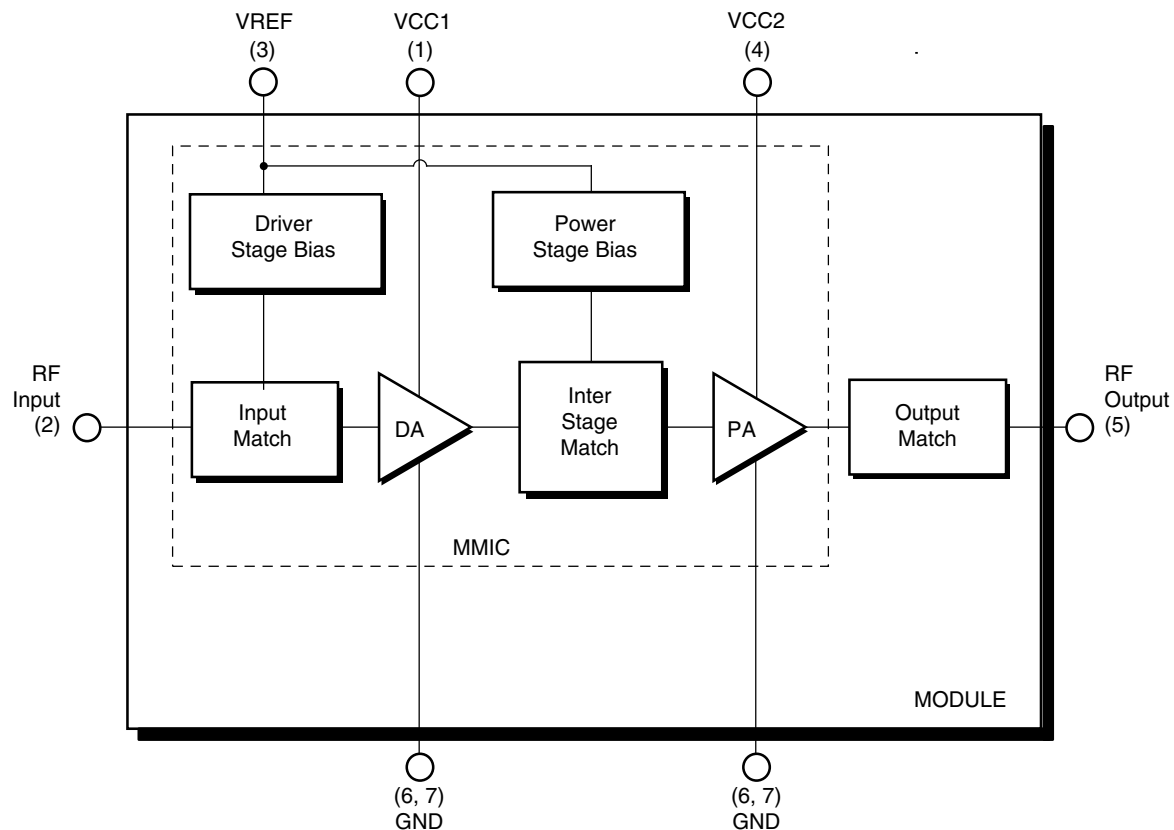 VREF
(3)
VCC1
(1)
VCC2
(4)
Driver
Stage Bias
Power
Stage Bias
RF
Input
(2)
Input
Match
DA
Inter
Stage
Match
PA
Output
Match
RF
Output
(5)
MMIC
MODULE
(6, 7)
GND
(6, 7)
GND